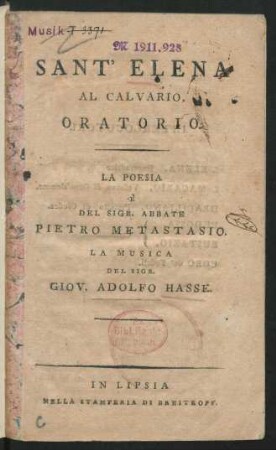 Musik T 3371
M 1911.928
SANT' ELENA
AL CALVARIO.
ORATORIO.
LA POESIA
È
DEL SIGR. ABBATE
PIETRO METASTASIO.
LA MUSICA
DEL SIGR.
GIOV. ADOLFO HASSE.
IN LIPSIA
NELLA STAMPERIA DI BREITKOPF.
C